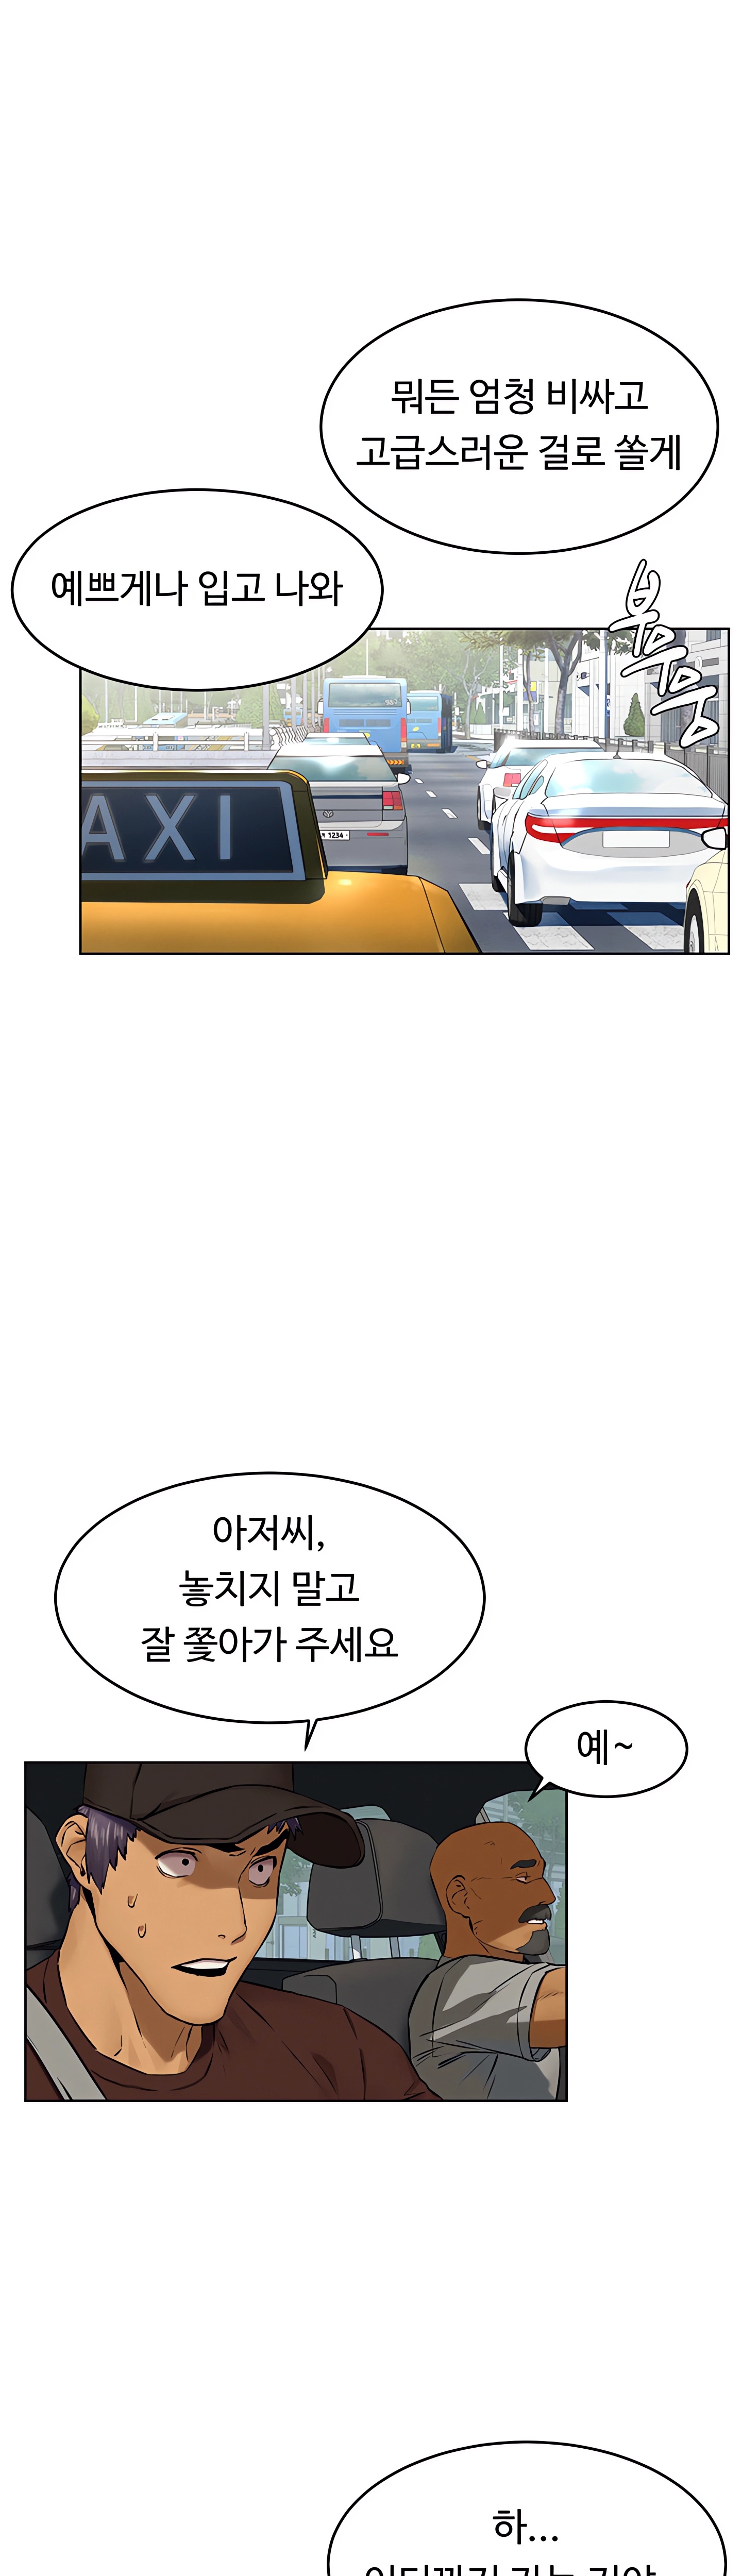 뭐든 엄청 비싸고
고급스러운 걸로 쏠게
예쁘게나 입고 나와
부우웅
AXI
1234
아저씨,
놓치지 말고
잘 쫓아가 주세요
예~
하...